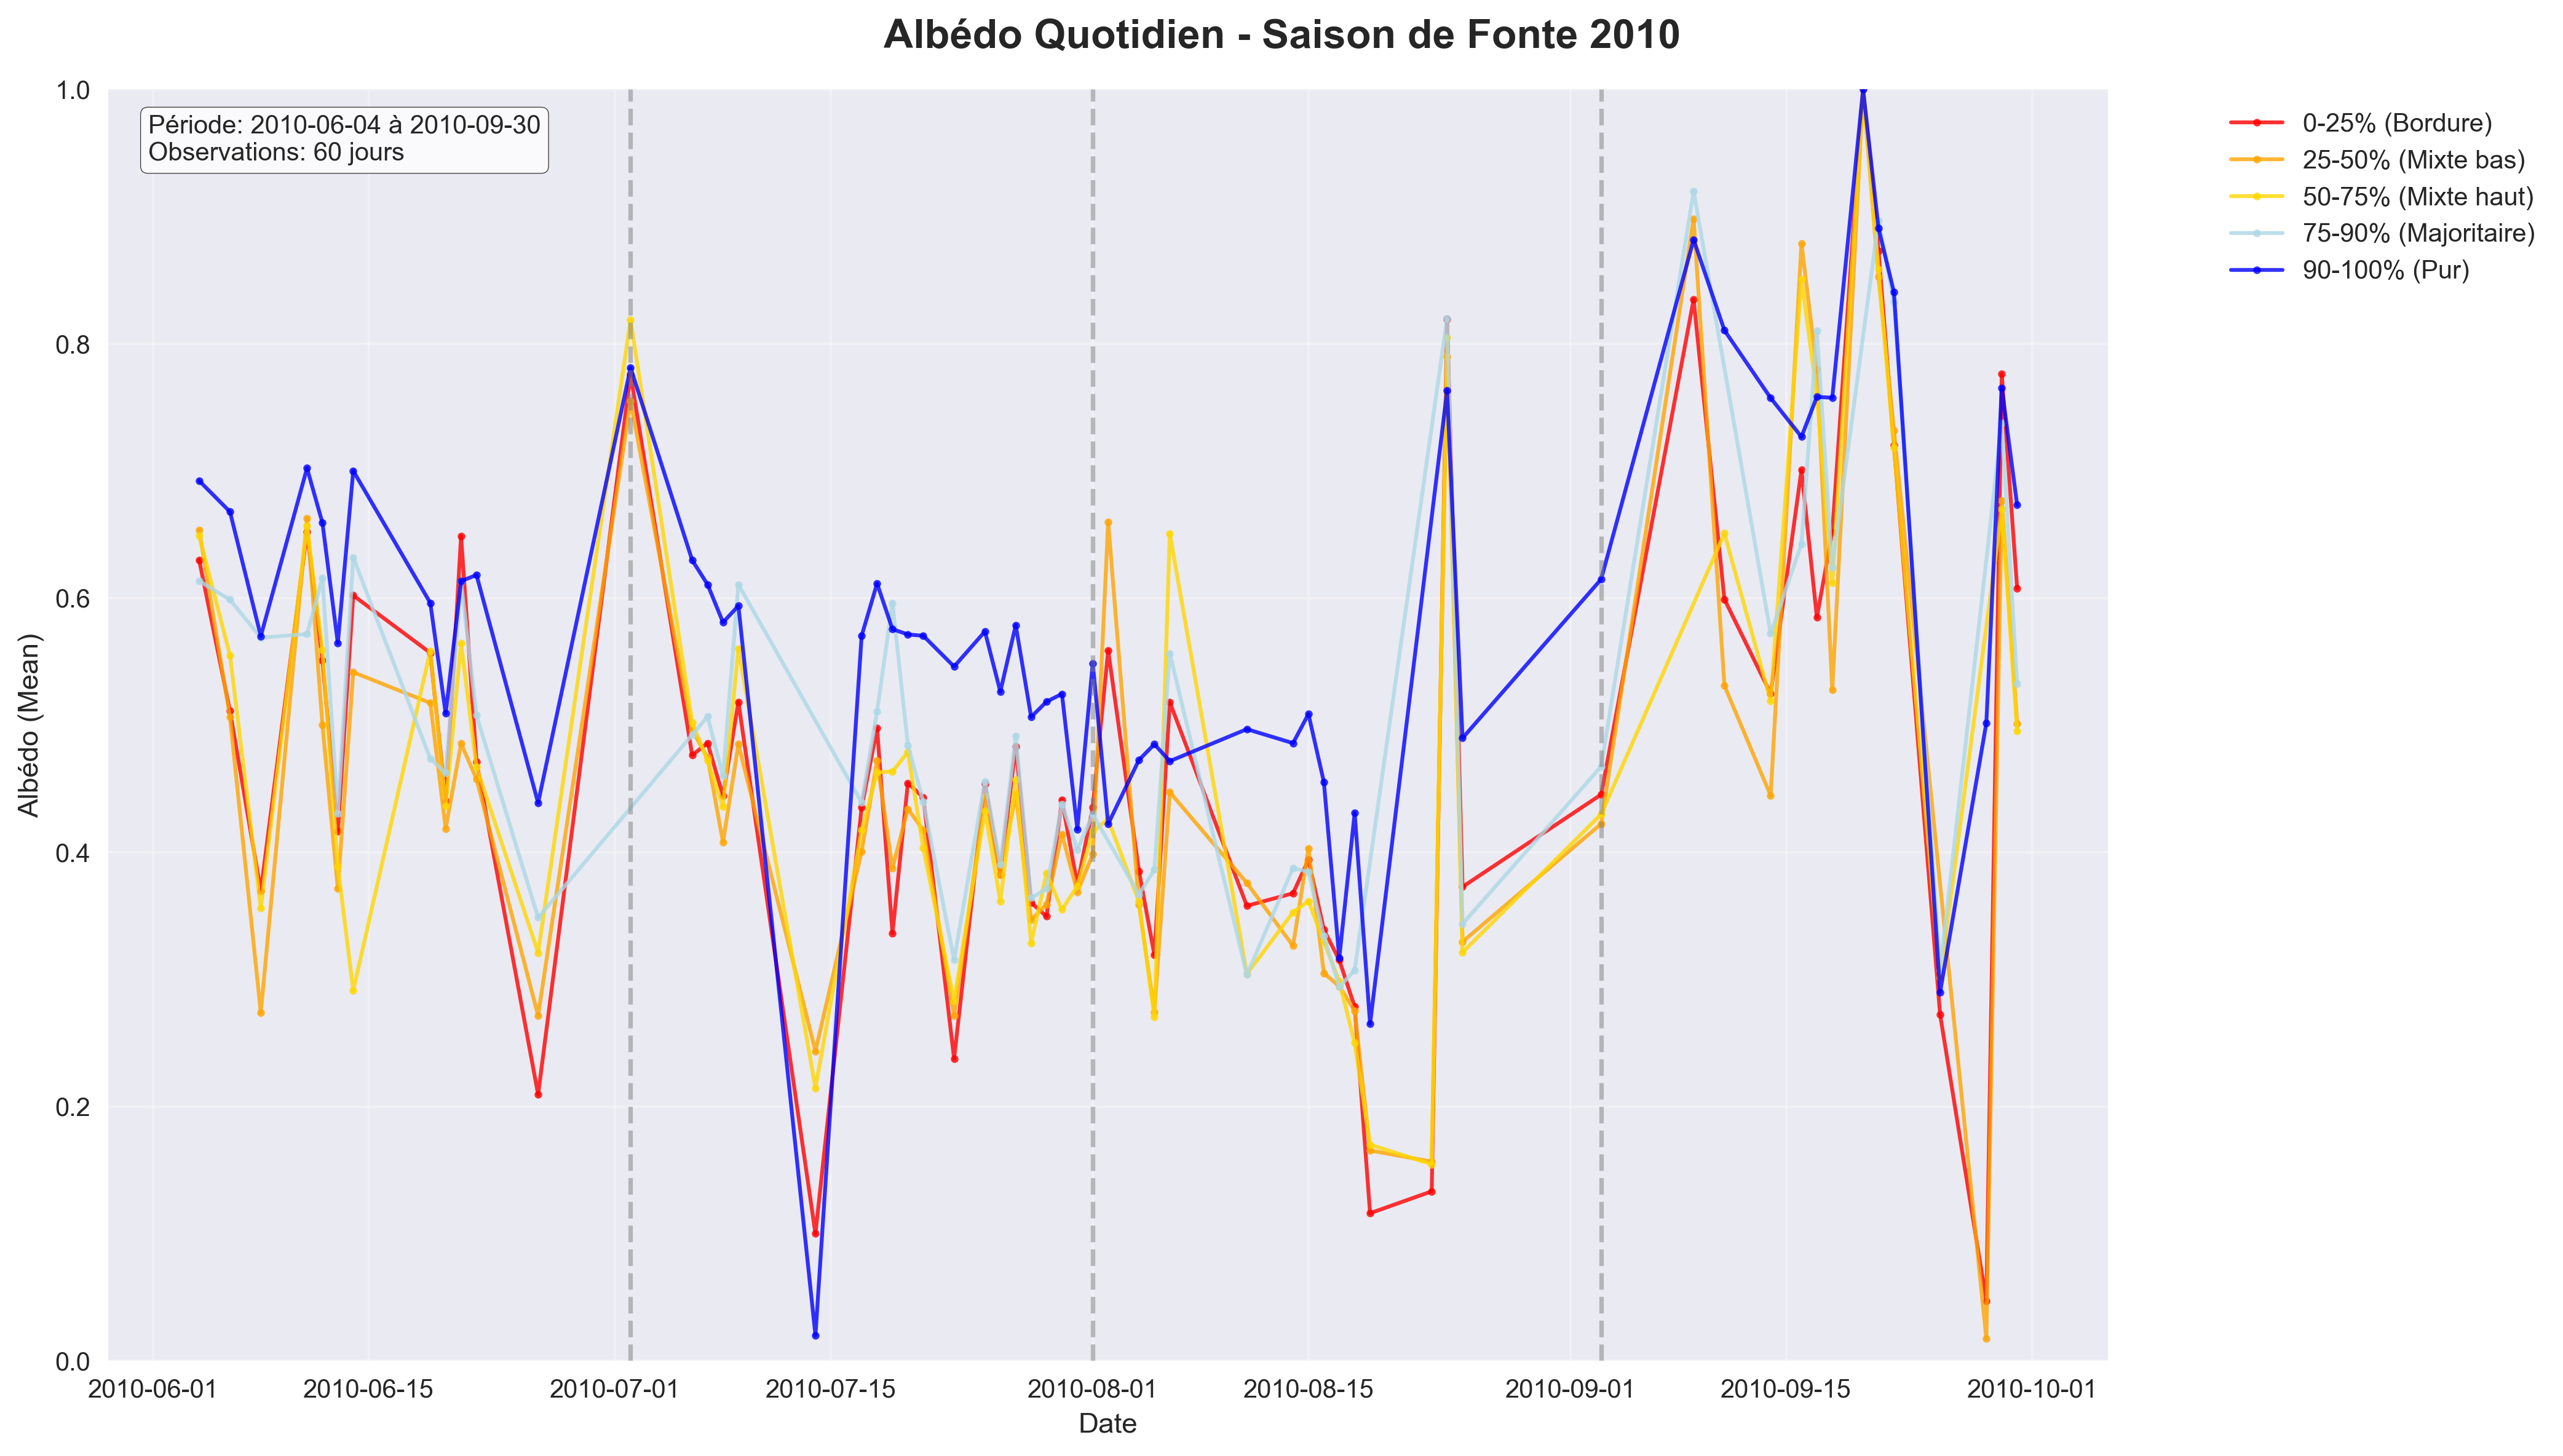 Albédo Quotidien - Saison de Fonte 2010
Période: 2010-06-04 à 2010-09-30
Observations: 60 jours
0-25% (Bordure)
25-50% (Mixte bas)
50-75% (Mixte haut)
75-90% (Majoritaire)
90-100% (Pur)
Albédo (Mean)
1.0
0.8
0.6
0.4
0.2
0.0
2010-06-01 2010-06-15 2010-07-01 2010-07-15 2010-08-01 2010-08-15 2010-09-01 2010-09-15 2010-10-01
Date